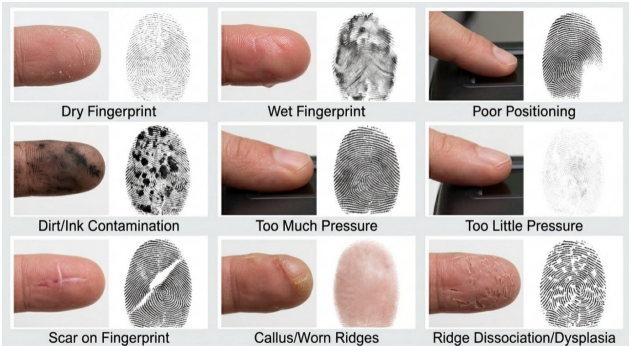 Dry Fingerprint
Wet Fingerprint
Poor Positioning
Dirt/Ink Contamination
Too Much Pressure
Too Little Pressure
Scar on Fingerprint
Callus/Worn Ridges
Ridge Dissociation/Dysplasia